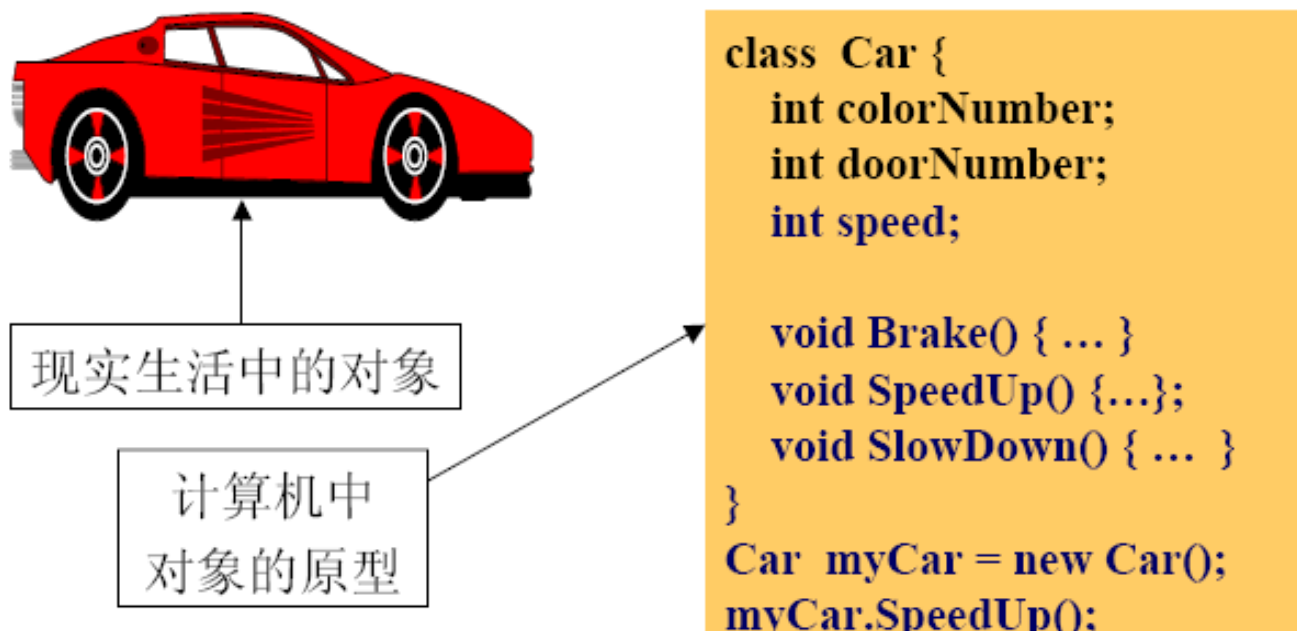 现实生活中的对象
计算机中
对象的原型
class Car {
int colorNumber;
int doorNumber;
int speed;
void Brake() { ... }
void SpeedUp() {...};
void SlowDown() { ... }
}
Car myCar = new Car();
myCar.SpeedUp();